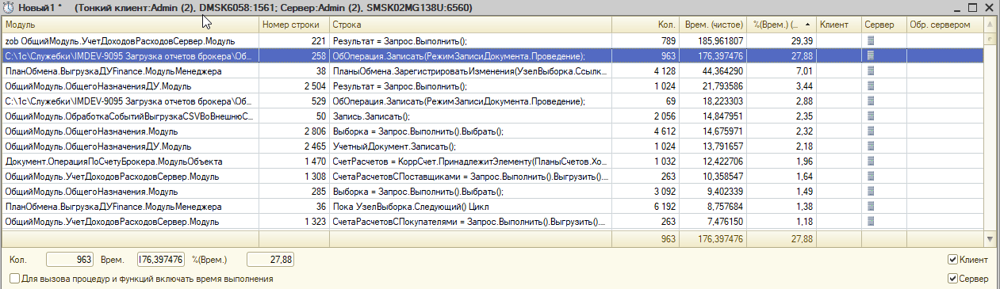 Новый1 * (Тонкий клиент:Admin (2), DMSK6058:1561; Сервер:Admin (2), SMSK02MG138U:6560)
Модуль Номер строки Строка Кол. Врем. (чистое) %(Врем.) (... Клиент Сервер Обр. сервером
zob ОбщийМодуль.УчетДоходовРасходовСервер.Модуль 221 Результат = Запрос.Выполнить(); 789 185,961807 29,39
C:\1c\Служебки\IMDEV-9095 Загрузка отчетов брокера\Об... 258 ОбОперация.Записать(РежимЗаписиДокумента.Проведение); 963 176,397476 27,88
ПланОбмена.ВыгрузкаДУFinance.МодульМенеджера 38 ПланыОбмена.ЗарегистрироватьИзменения(УзелВыборка.Ссылк... 4 128 44,364290 7,01
ОбщийМодуль.ОбщегоНазначенияДУ.Модуль 2 504 Результат = Запрос.Выполнить(); 1 024 21,793586 3,44
C:\1c\Служебки\IMDEV-9095 Загрузка отчетов брокера\Об... 529 ОбОперация.Записать(РежимЗаписиДокумента.Проведение); 69 18,223303 2,88
ОбщийМодуль.ОбработкаСобытийВыгрузкаCSVВоВнешнюС... 50 Запись.Записать(); 2 056 14,847951 2,35
ОбщийМодуль.ОбщегоНазначения.Модуль 2 806 Выборка = Запрос.Выполнить().Выбрать(); 4 612 14,675971 2,32
ОбщийМодуль.ОбщегоНазначенияДУ.Модуль 2 465 УчетныйДокумент.Записать(); 1 024 13,791657 2,18
Документ.ОперацияПоСчетуБрокера.МодульОбъекта 1 470 СчетРасчетов = КоррСчет.ПринадлежитЭлементу(ПланыСчетов.Хо... 1 032 12,422706 1,96
ОбщийМодуль.УчетДоходовРасходовСервер.Модуль 1 308 СчетаРасчетовСПоставщиками = Запрос.Выполнить().Выгрузить().... 263 10,358547 1,64
ОбщийМодуль.ОбщегоНазначения.Модуль 285 Выборка = Запрос.Выполнить().Выбрать(); 3 092 9,402339 1,49
ПланОбмена.ВыгрузкаДУFinance.МодульМенеджера 36 Пока УзелВыборка.Следующий() Цикл 6 192 8,757684 1,38
ОбщийМодуль.УчетДоходовРасходовСервер.Модуль 1 323 СчетаРасчетовСПокупателями = Запрос.Выполнить().Выгрузить().... 263 7,476150 1,18
963 176,397476 27,88
Кол. 963 Врем. 176,397476 %(Врем.) 27,88 Клиент
Для вызова процедур и функций включать время выполнения Сервер